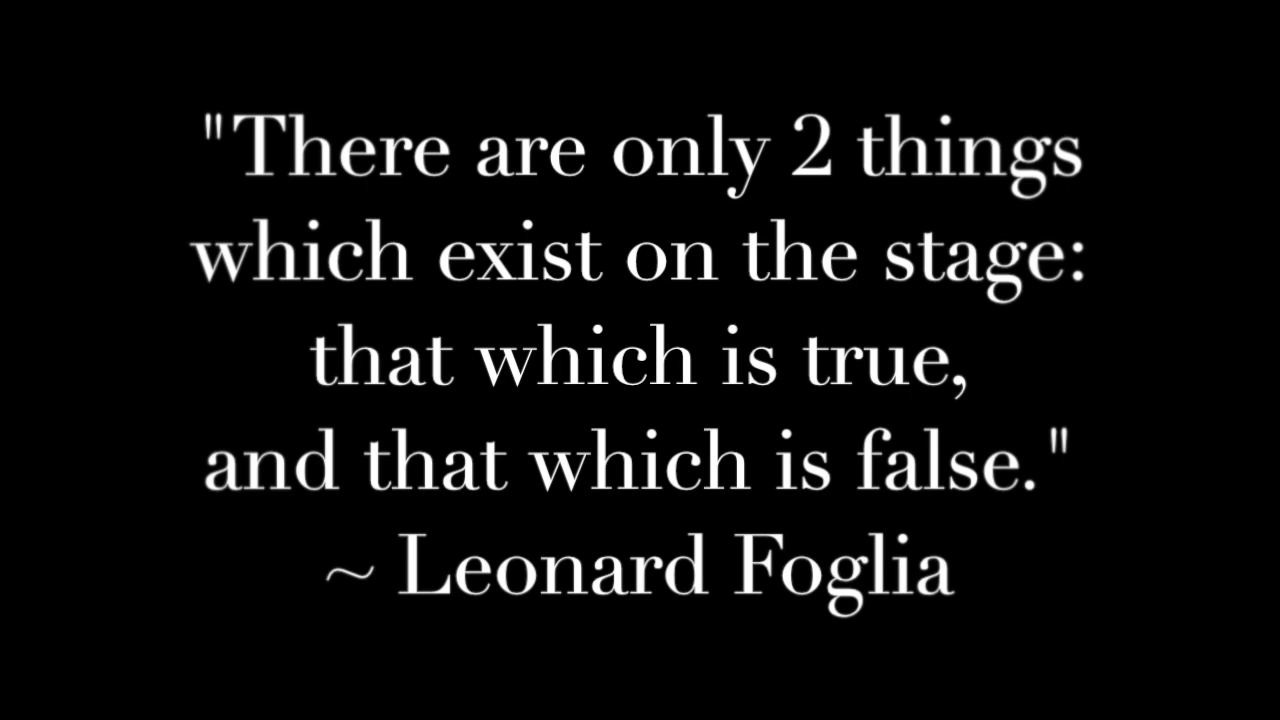 "There are only 2 things
which exist on the stage:
that which is true,
and that which is false."
~ Leonard Foglia